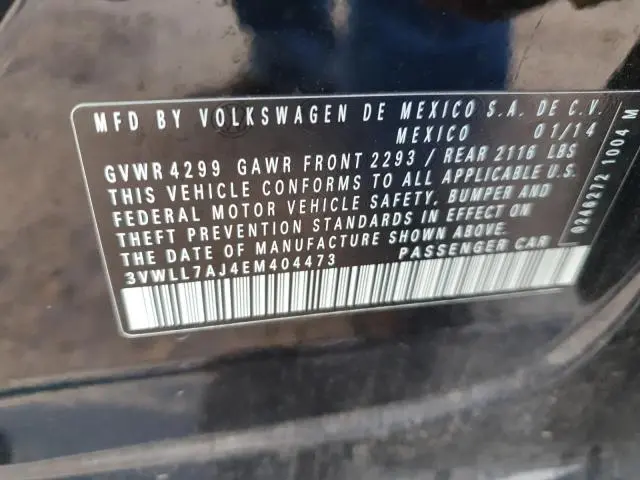 MFD BY VOLKSWAGEN DE MEXICO S.A. DE C.V.
MEXICO 01/14
GVWR 4299 GAWR FRONT 2293 / REAR 2116 LBS
THIS VEHICLE CONFORMS TO ALL APPLICABLE U.S.
FEDERAL MOTOR VEHICLE SAFETY, BUMPER AND
THEFT PREVENTION STANDARDS IN EFFECT ON
THE DATE OF MANUFACTURE SHOWN ABOVE.
3VWLL7AJ4EM404473 PASSENGER CAR
0240272 1004 M